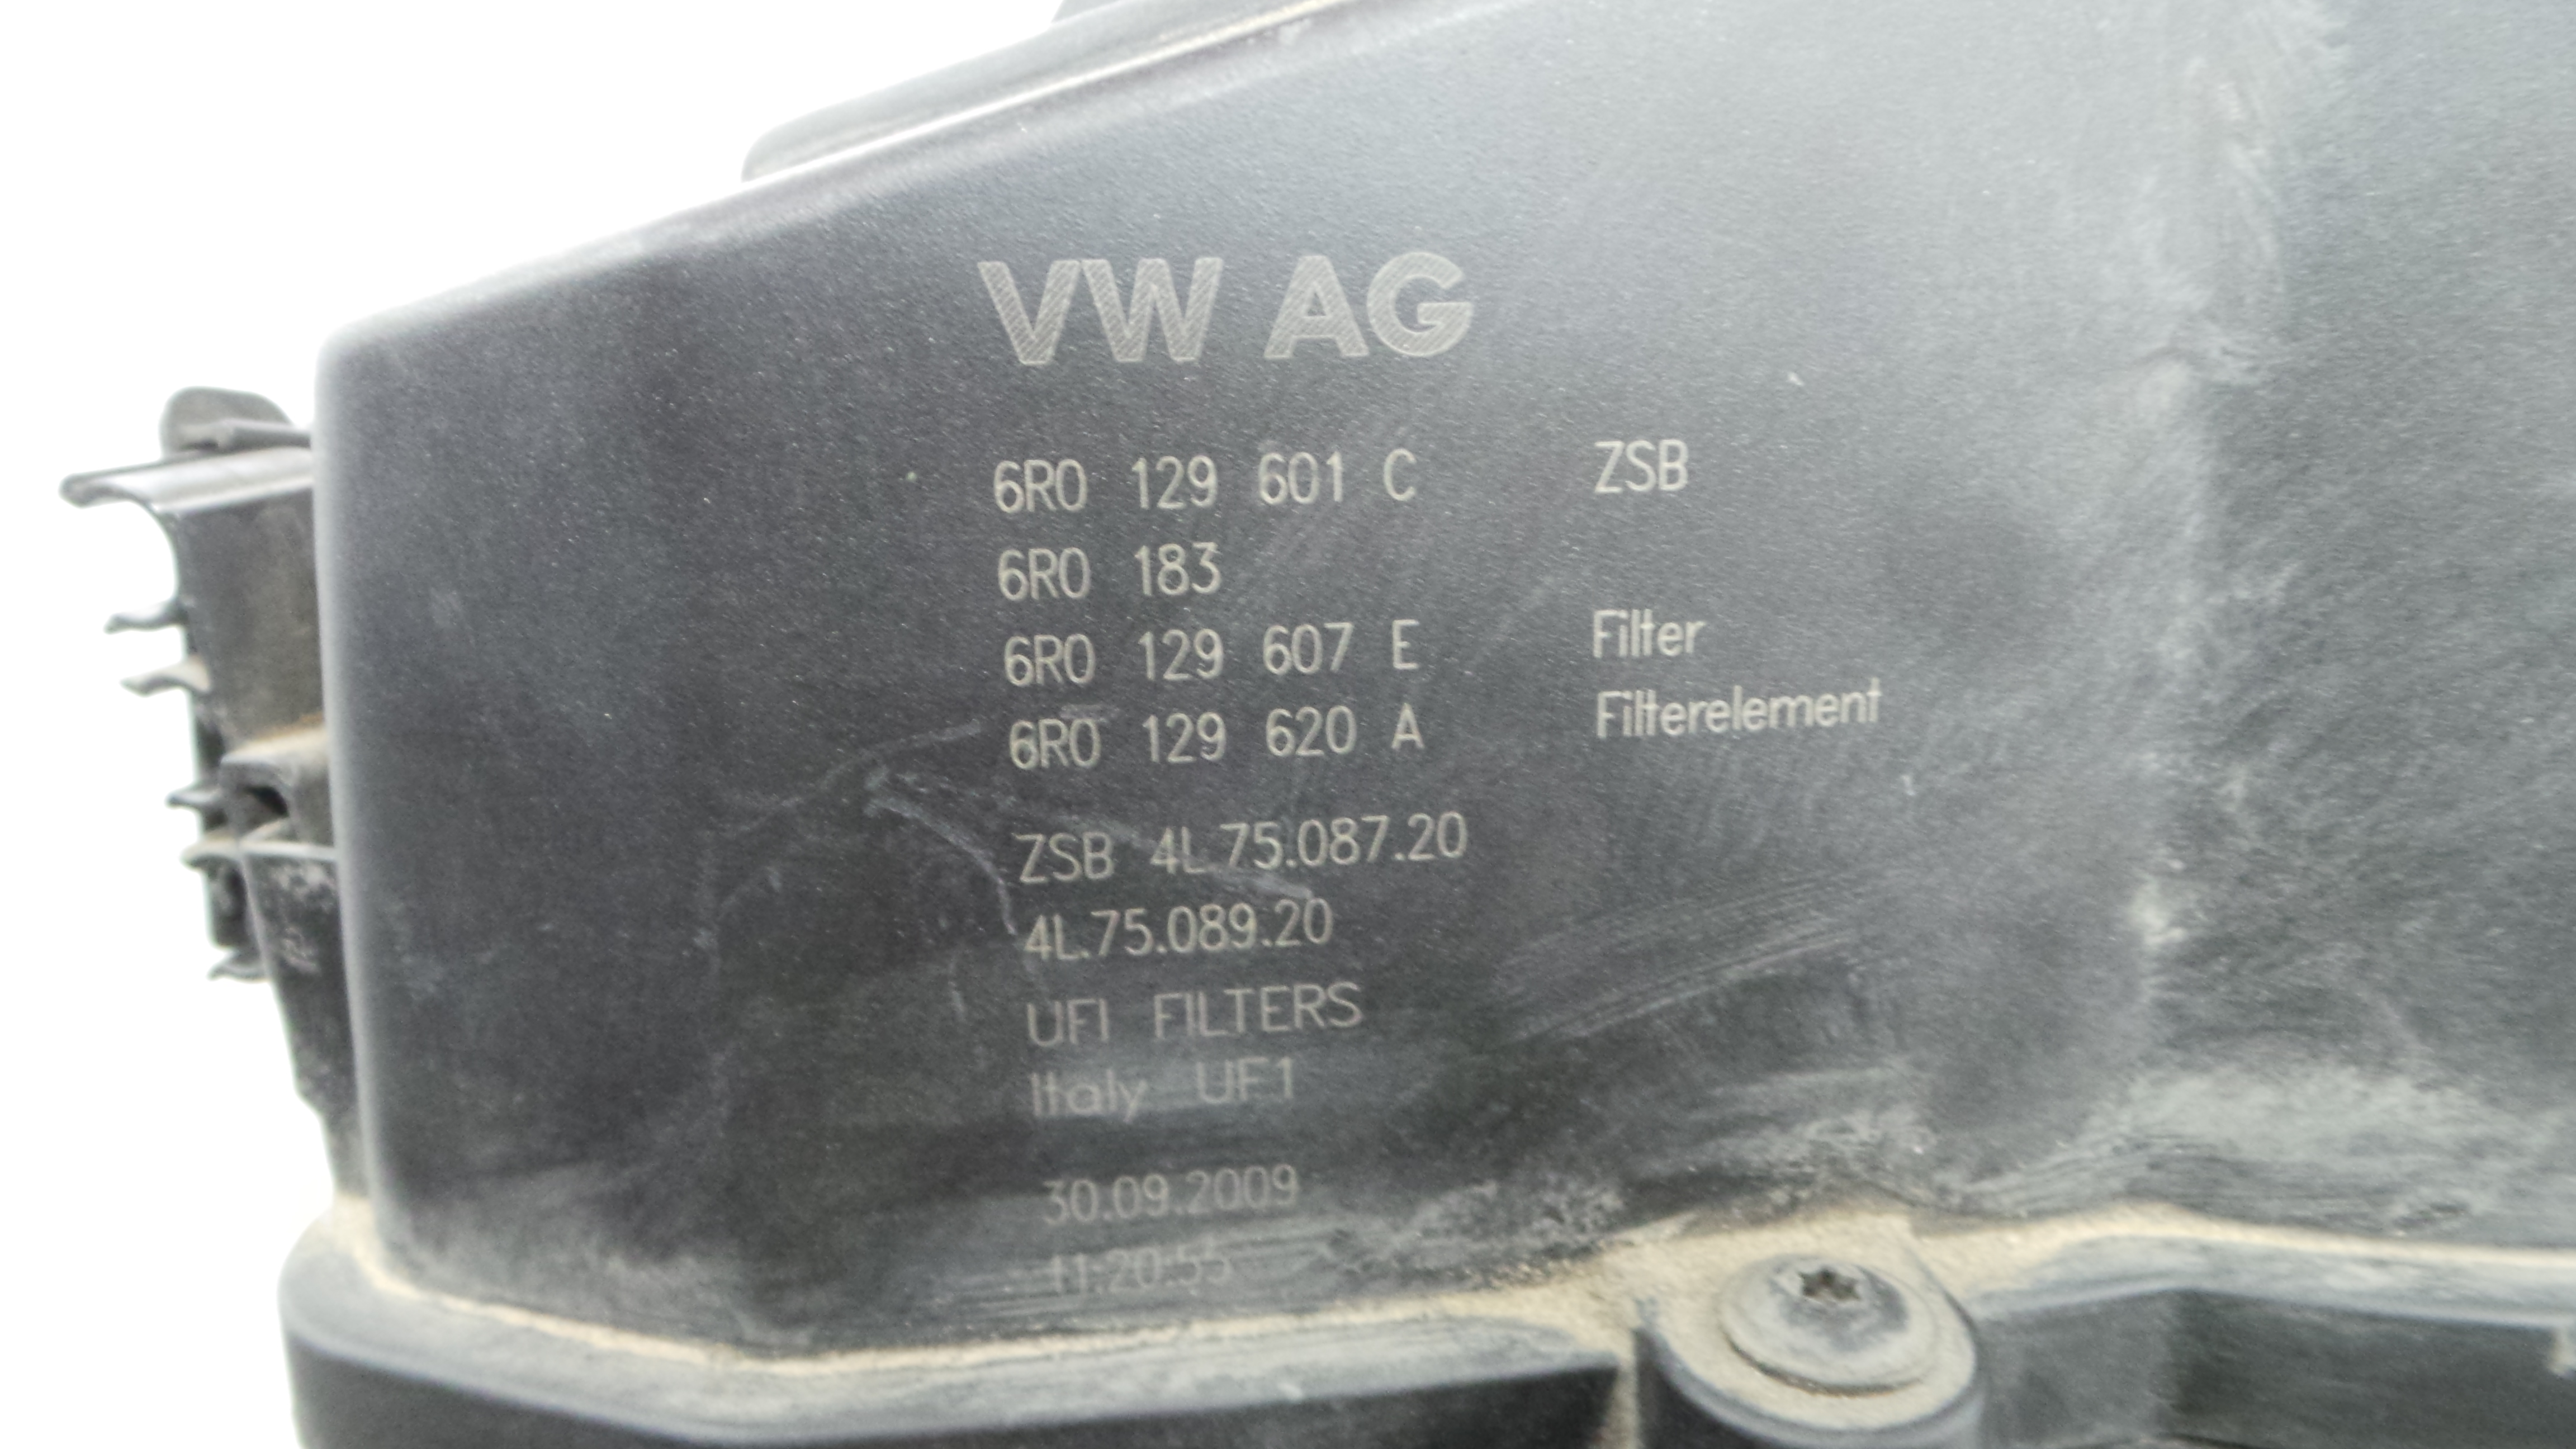 VW AG
6R0 129 601 C ZSB
6R0 183
6R0 129 607 E Filter
6R0 129 620 A Filterelement
ZSB 4L.75.087.20
4L.75.089.20
UFI FILTERS
Italy UF1
30.09.2009
11:20:55